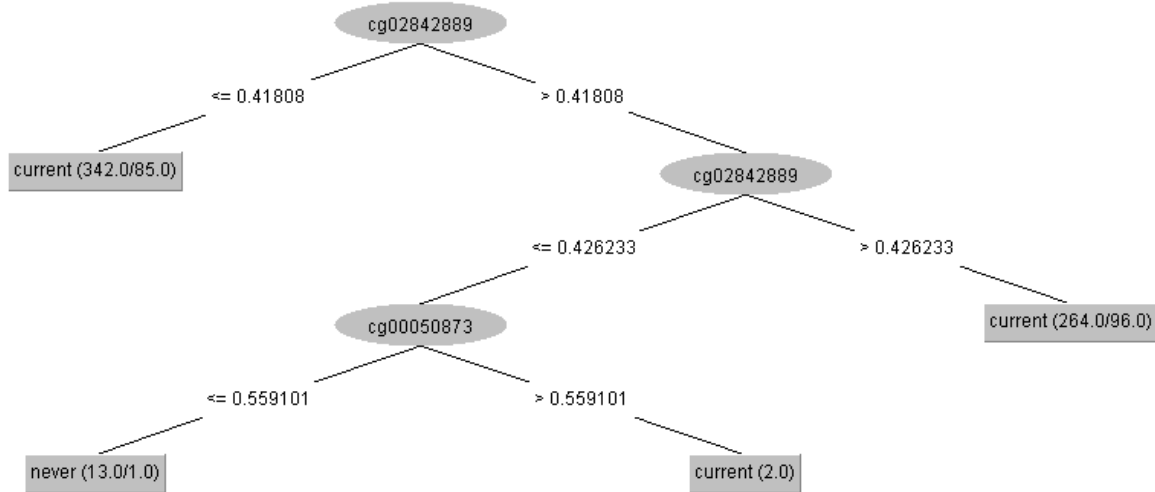 cg02842889
<= 0.41808
> 0.41808
current (342.0/85.0)
cg02842889
<= 0.426233
> 0.426233
cg00050873
current (264.0/96.0)
<= 0.559101
> 0.559101
never (13.0/1.0)
current (2.0)